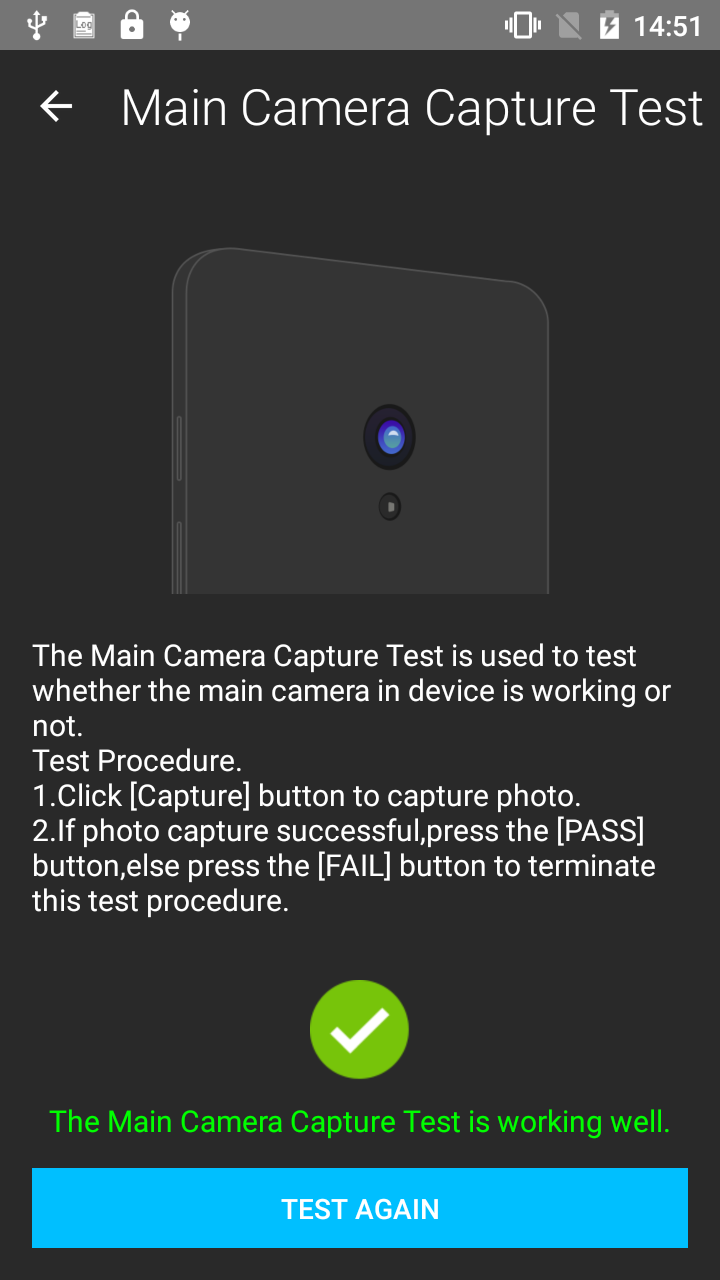 Log
14:51
Main Camera Capture Test
The Main Camera Capture Test is used to test
whether the main camera in device is working or
not.
Test Procedure.
1.Click [Capture] button to capture photo.
2.If photo capture successful,press the [PASS]
button,else press the [FAIL] button to terminate
this test procedure.
The Main Camera Capture Test is working well.
TEST AGAIN